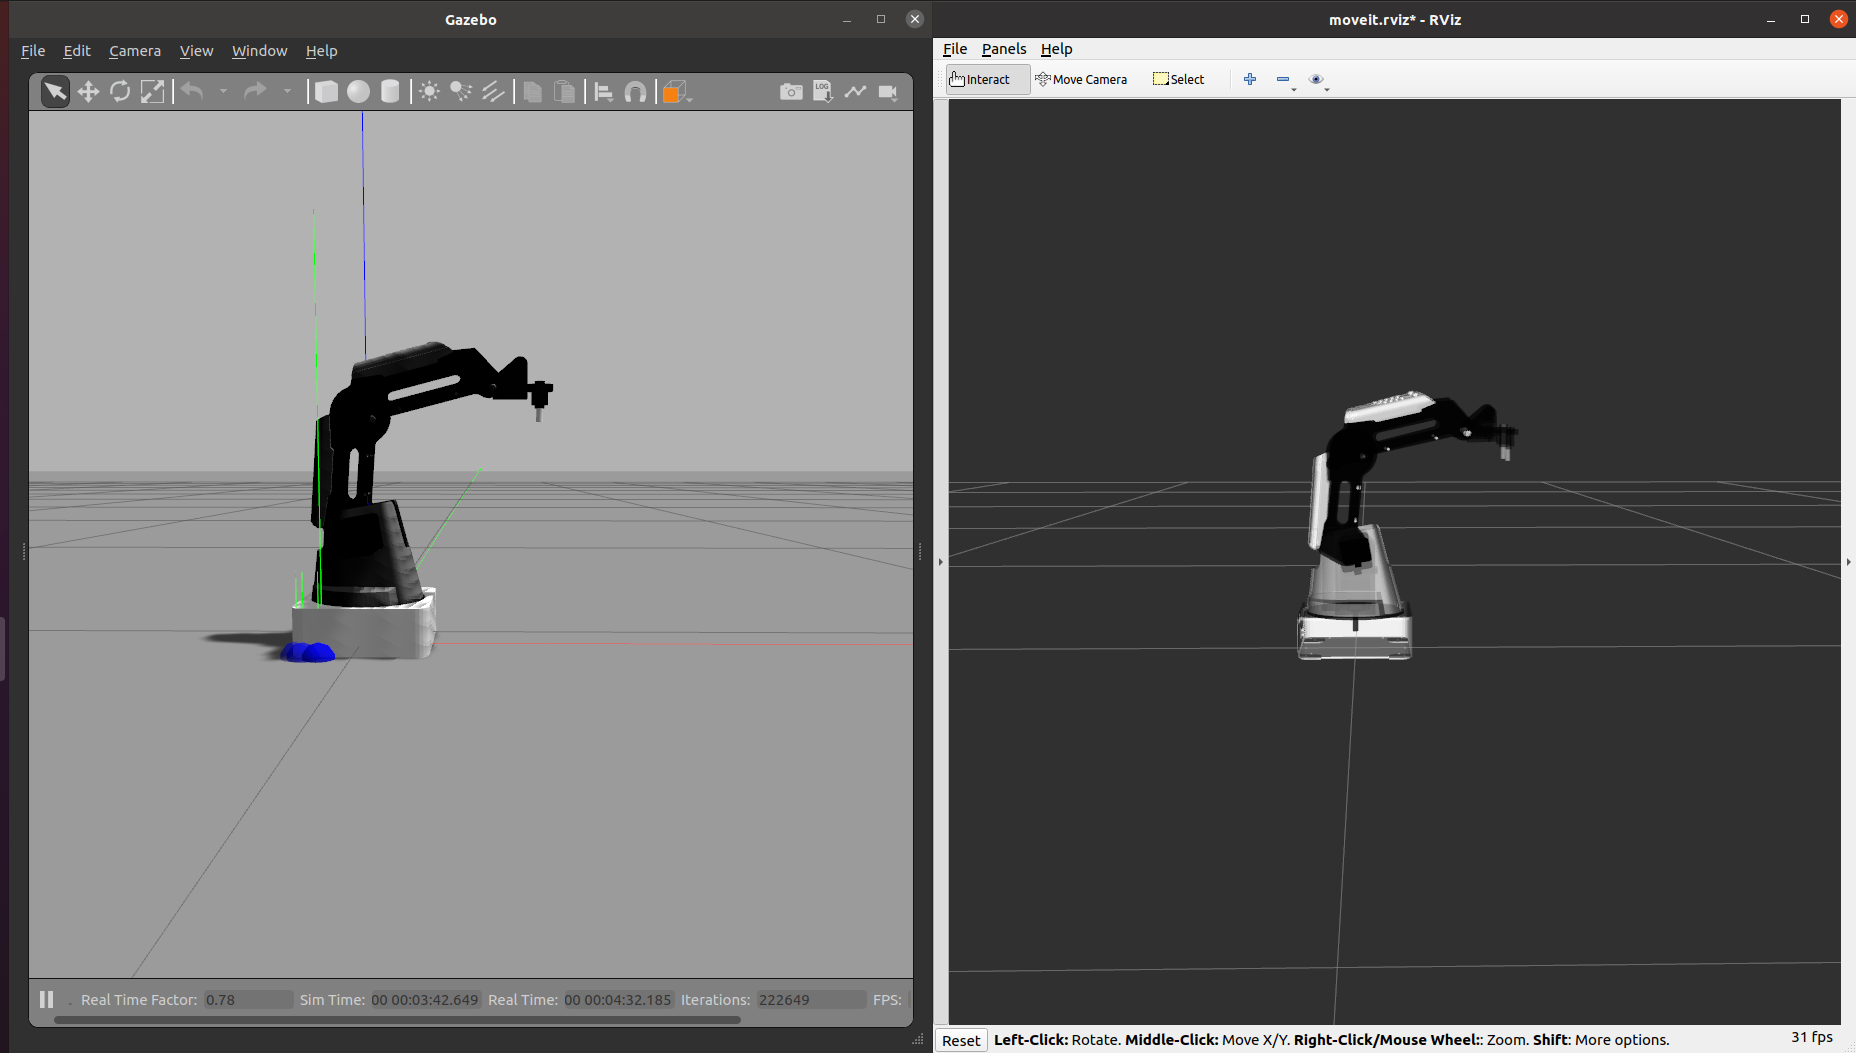 Gazebo
File Edit Camera View Window Help
LOG
Real Time Factor: 0.78 Sim Time: 00 00:03:42.649 Real Time: 00 00:04:32.185 Iterations: 222649 FPS:
moveit.rviz* - RViz
File Panels Help
Interact Move Camera Select
Reset Left-Click: Rotate. Middle-Click: Move X/Y. Right-Click/Mouse Wheel:: Zoom. Shift: More options. 31 fps